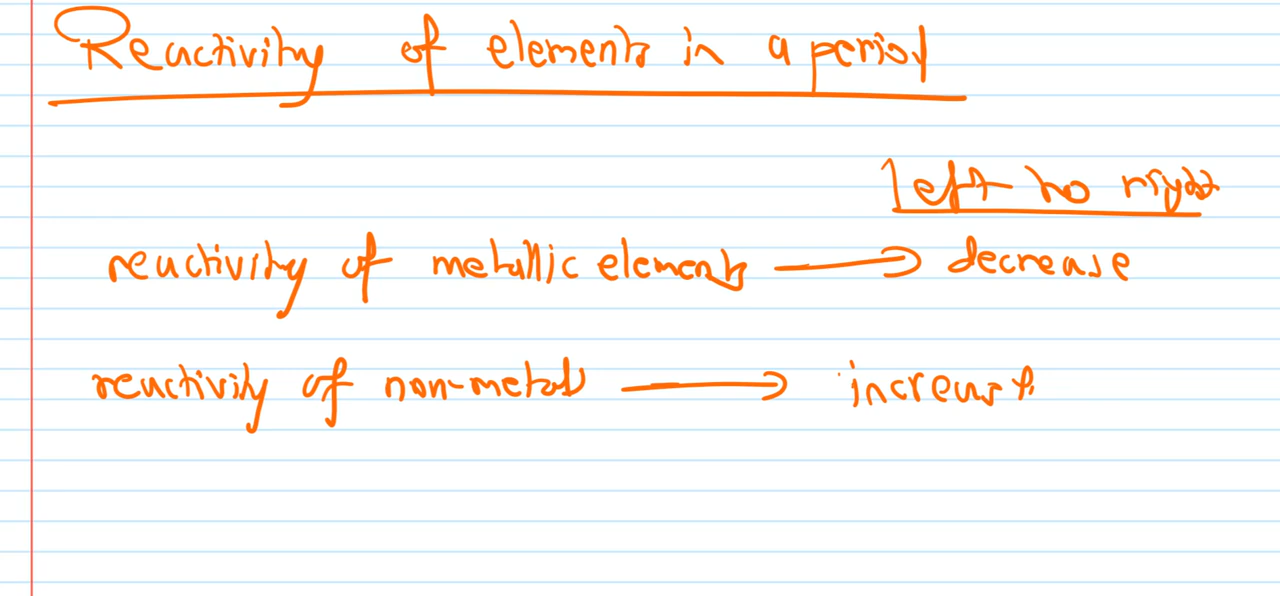 Reactivity of elements in a period
left to right
reactivity of metallic elements → decrease
reactivity of non-metals → increase